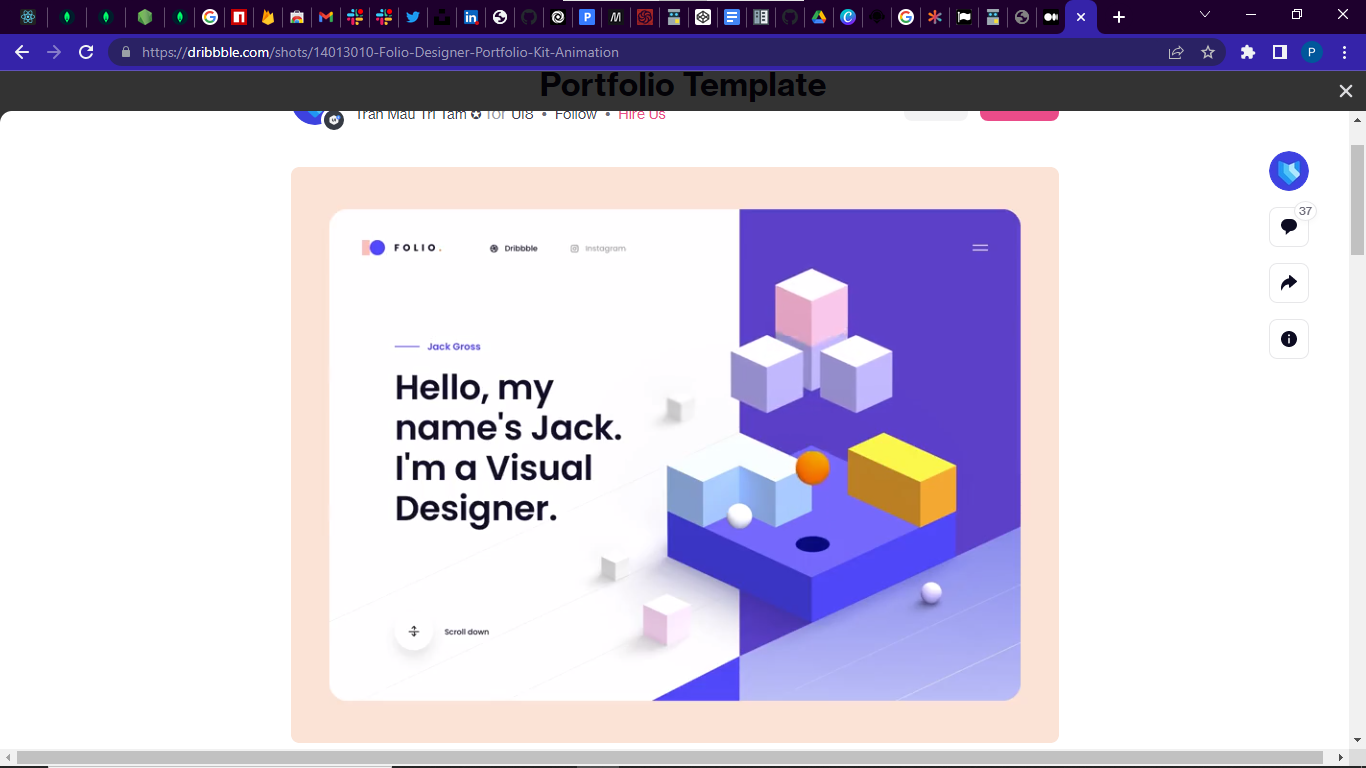 https://dribbble.com/shots/14013010-Folio-Designer-Portfolio-Kit-Animation
P
Portfolio Template
Tran Mau Tri Tam ✪ for UI8 • Follow • Hire Us
37
FOLIO.
Dribbble
Instagram
Jack Gross
Hello, my
name's Jack.
I'm a Visual
Designer.
Scroll down